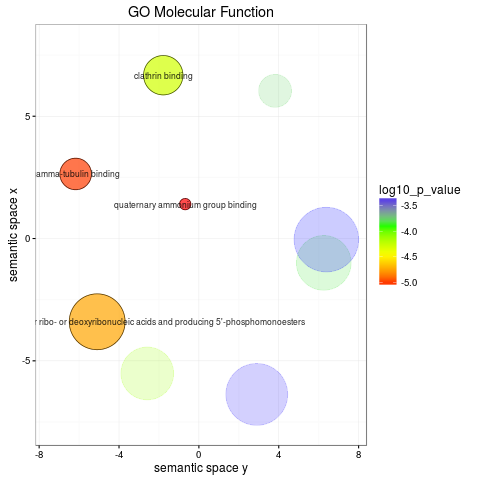 GO Molecular Function
clathrin binding
amma-tubulin binding
quaternary ammonium group binding
ribo- or deoxyribonucleic acids and producing 5'-phosphomonoesters
5
0
-5
-8
-4
0
4
8
semantic space x
semantic space y
log10_p_value
-3.5
-4.0
-4.5
-5.0